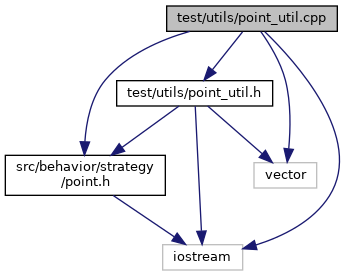 test/utils/point_util.cpp
test/utils/point_util.h
src/behavior/strategy
/point.h
vector
iostream